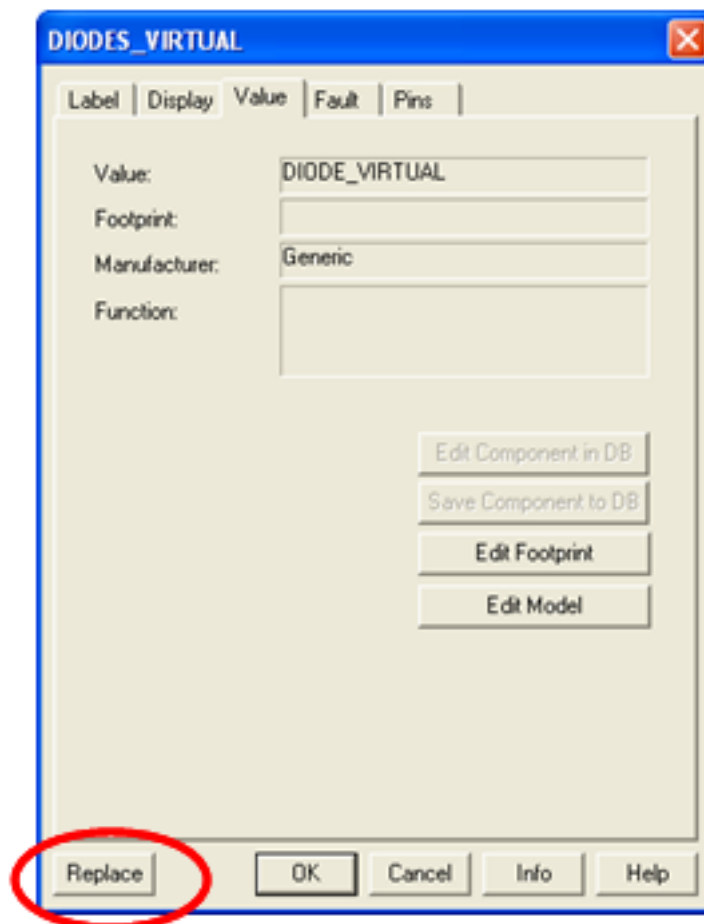 DIODES_VIRTUAL
Label Display Value Fault Pins
Value: DIODE_VIRTUAL
Footprint:
Manufacturer: Generic
Function:
Edit Component in DB
Save Component to DB
Edit Footprint
Edit Model
Replace OK Cancel Info Help